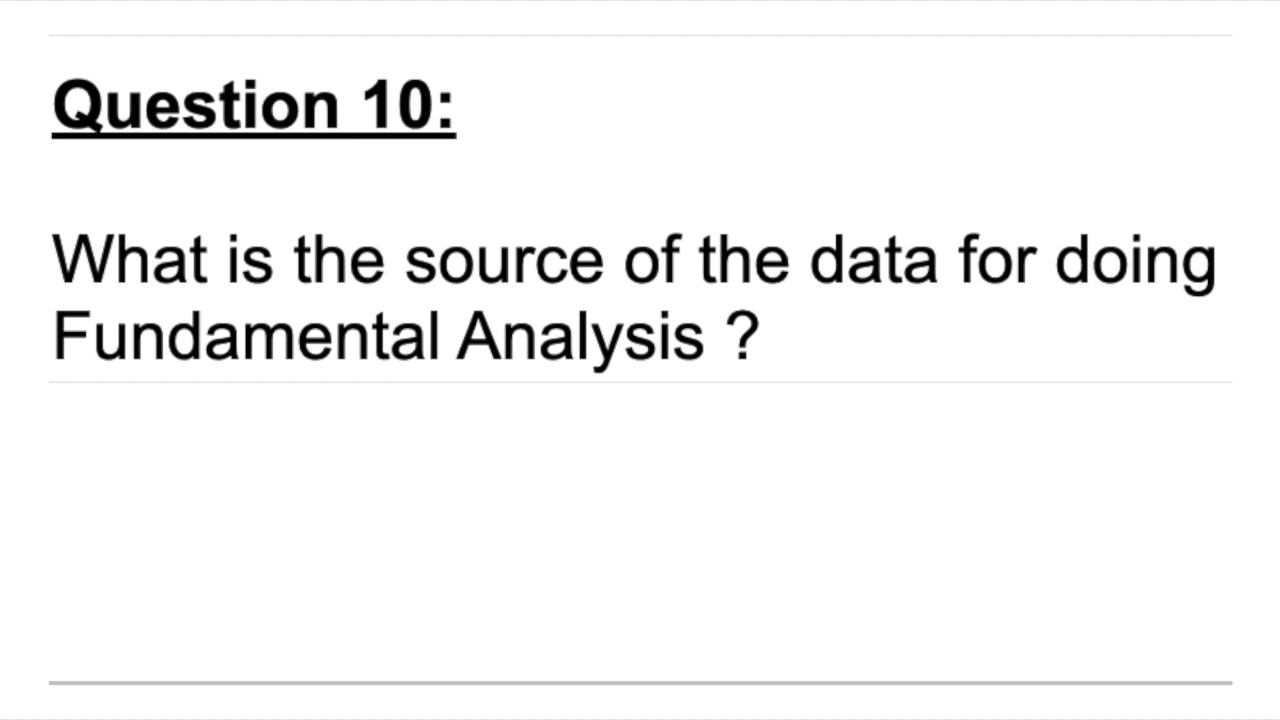 Question 10:
What is the source of the data for doing
Fundamental Analysis ?